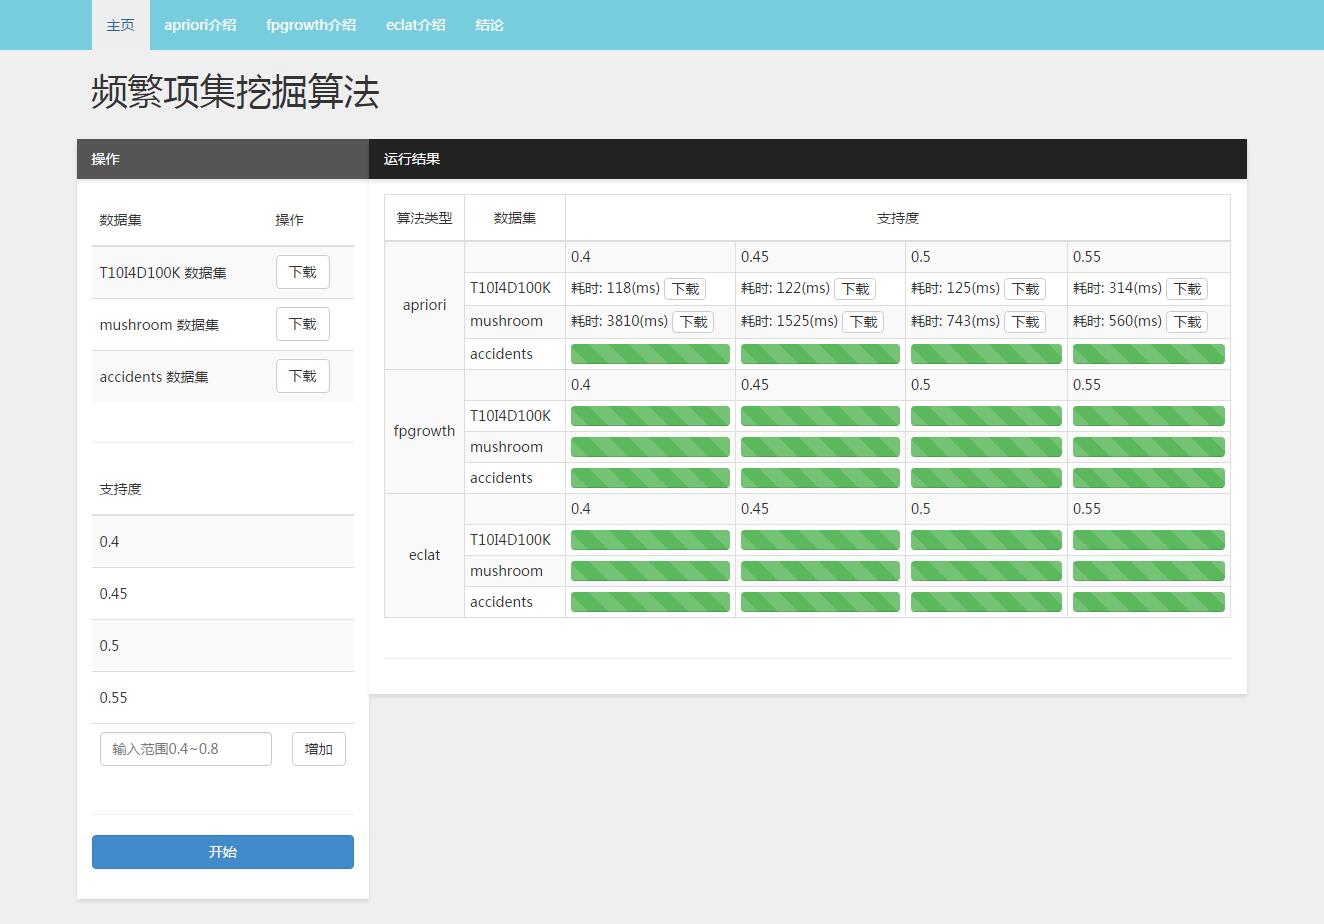 主页 apriori介绍 fpgrowth介绍 eclat介绍 结论
频繁项集挖掘算法
操作
数据集 操作
T10I4D100K 数据集 下载
mushroom 数据集 下载
accidents 数据集 下载
支持度
0.4
0.45
0.5
0.55
输入范围0.4~0.8 增加
开始
运行结果
算法类型 数据集 支持度
apriori
0.4 0.45 0.5 0.55
T10I4D100K 耗时: 118(ms) 下载 耗时: 122(ms) 下载 耗时: 125(ms) 下载 耗时: 314(ms) 下载
mushroom 耗时: 3810(ms) 下载 耗时: 1525(ms) 下载 耗时: 743(ms) 下载 耗时: 560(ms) 下载
accidents
fpgrowth
0.4 0.45 0.5 0.55
T10I4D100K
mushroom
accidents
eclat
0.4 0.45 0.5 0.55
T10I4D100K
mushroom
accidents